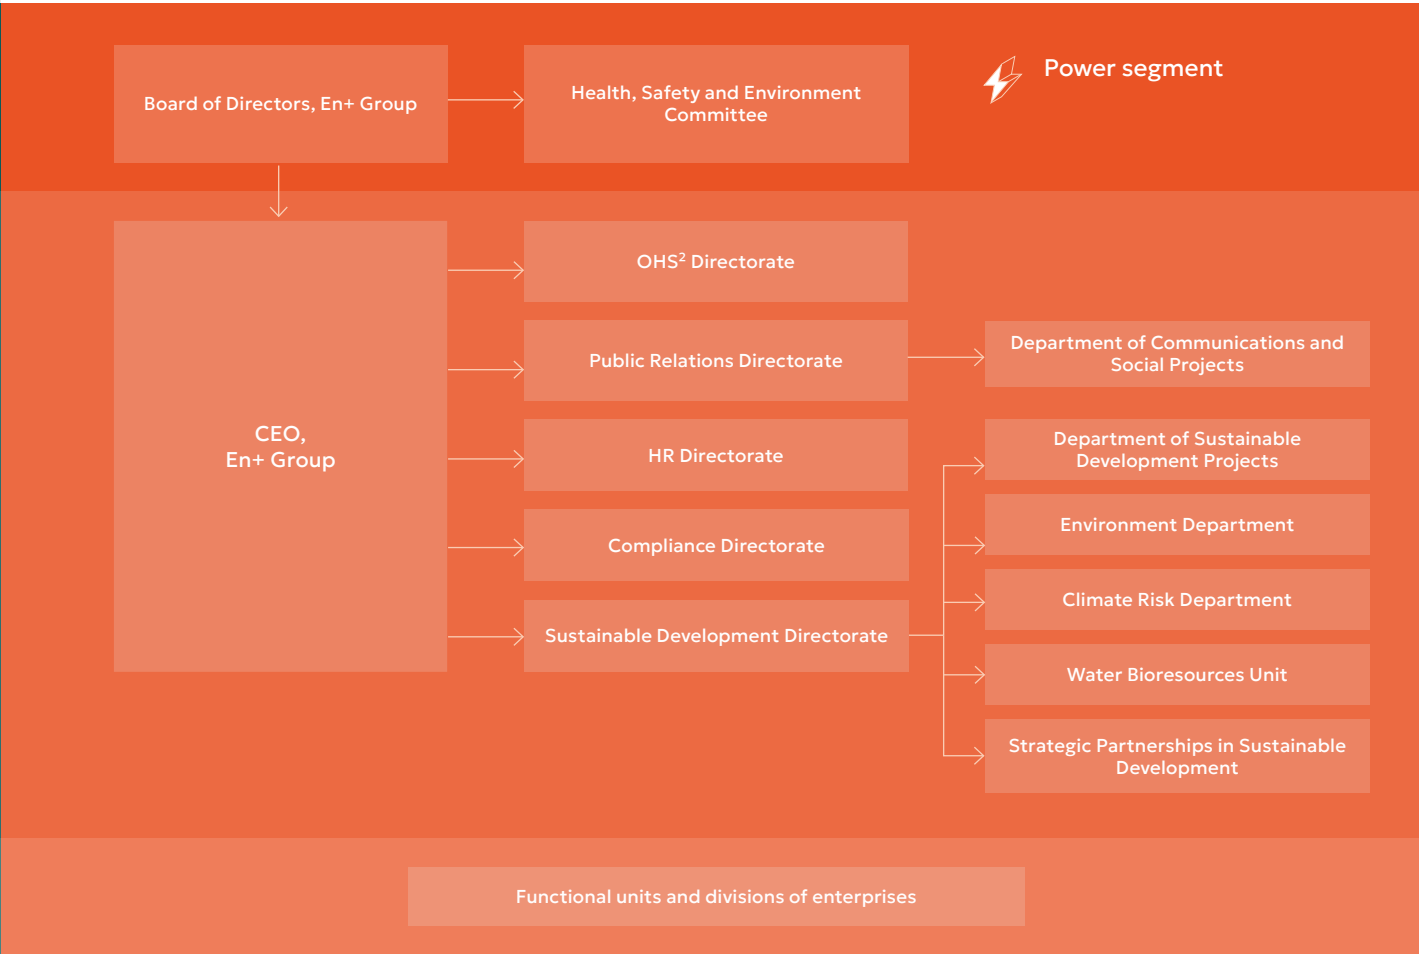 Board of Directors, En+ Group
Health, Safety and Environment
Committee
Power segment
CEO,
En+ Group
OHS² Directorate
Public Relations Directorate
Department of Communications and
Social Projects
HR Directorate
Department of Sustainable
Development Projects
Compliance Directorate
Environment Department
Sustainable Development Directorate
Climate Risk Department
Water Bioresources Unit
Strategic Partnerships in Sustainable
Development
Functional units and divisions of enterprises